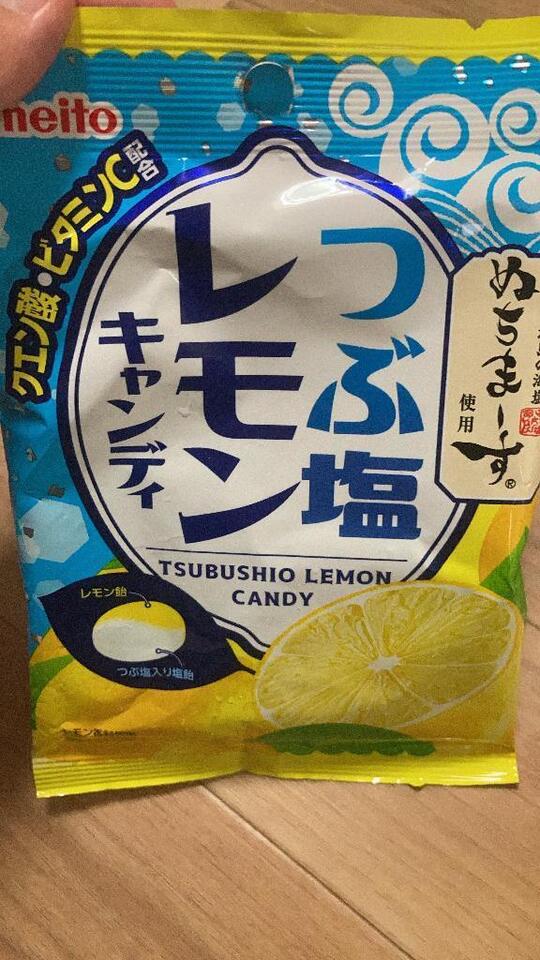 meito
クエン酸・ビタミンC配合
つぶ塩
レモン
キャンディ
ぬちまーす®
使用
TSUBUSHIO LEMON
CANDY
レモン飴
つぶ塩入り塩飴